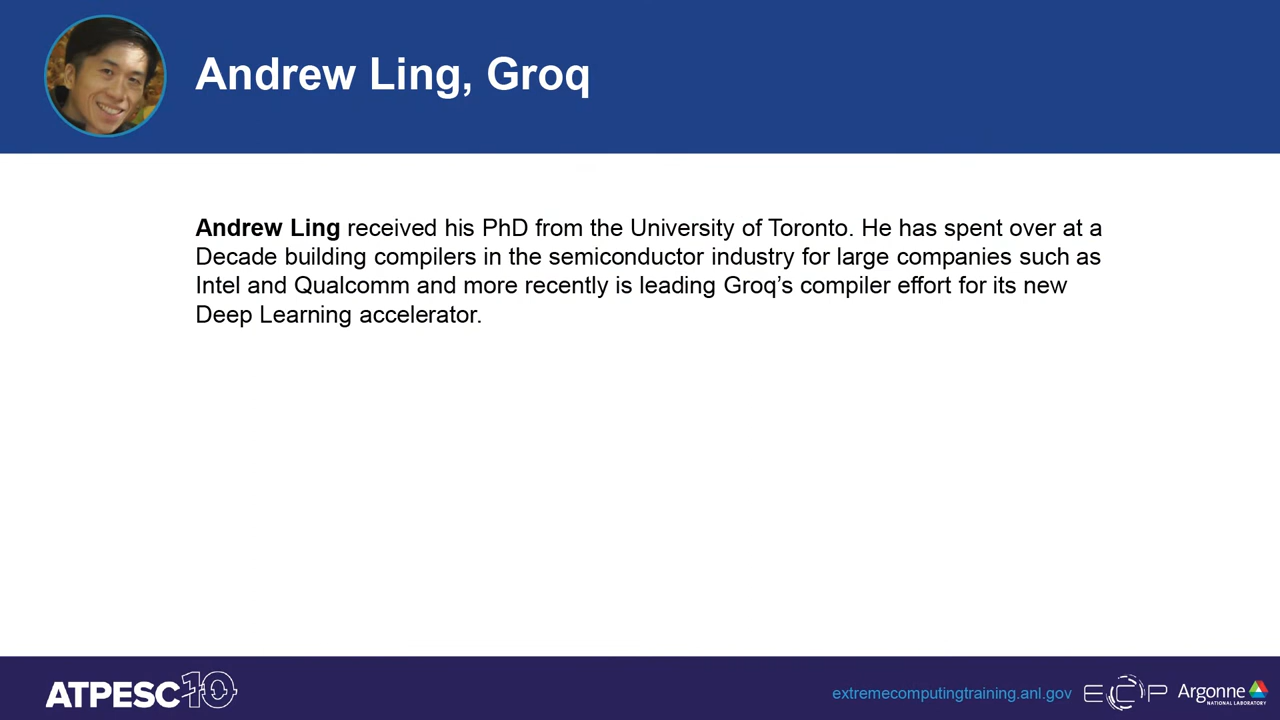 Andrew Ling, Groq
Andrew Ling received his PhD from the University of Toronto. He has spent over at a
Decade building compilers in the semiconductor industry for large companies such as
Intel and Qualcomm and more recently is leading Groq’s compiler effort for its new
Deep Learning accelerator.
ATPESC10
extremecomputingtraining.anl.gov
ECP
Argonne
NATIONAL LABORATORY